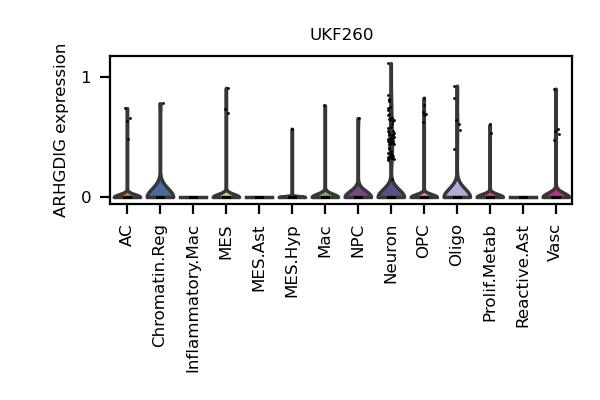 UKF260
ARHGDIG expression
1
0
AC
Chromatin.Reg
Inflammatory.Mac
MES
MES.Ast
MES.Hyp
Mac
NPC
Neuron
OPC
Oligo
Prolif.Metab
Reactive.Ast
Vasc